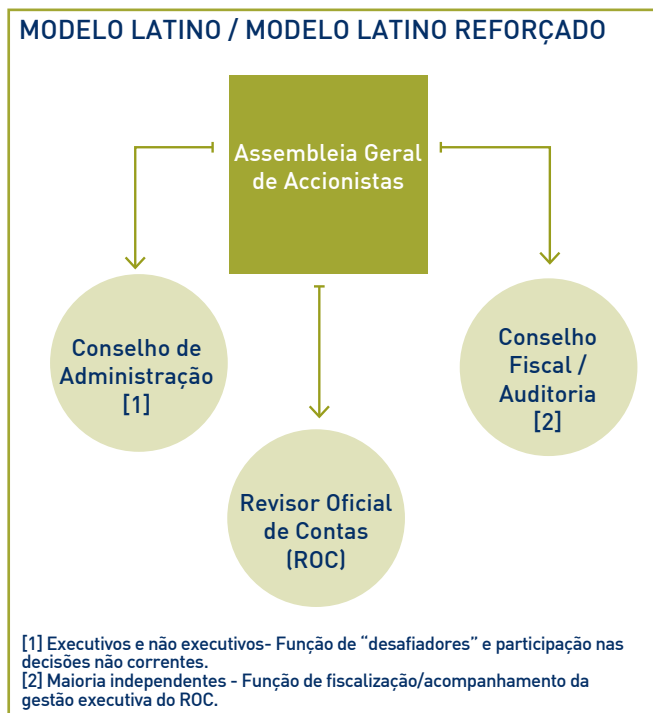 MODELO LATINO / MODELO LATINO REFORÇADO
Assembleia Geral
de Accionistas
Conselho de
Administração
[1]
Conselho
Fiscal /
Auditoria
[2]
Revisor Oficial
de Contas
(ROC)
[1] Executivos e não executivos- Função de “desafiadores” e participação nas
decisões não correntes.
[2] Maioria independentes - Função de fiscalização/acompanhamento da
gestão executiva do ROC.